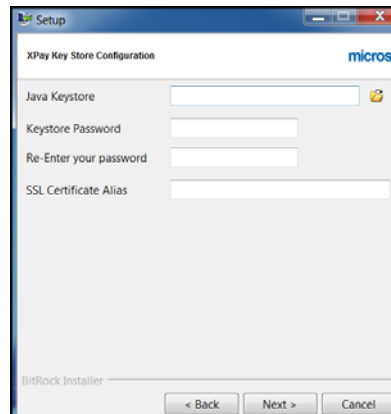 Setup
XPay Key Store Configuration
micros
Java Keystore
Keystore Password
Re-Enter your password
SSL Certificate Alias
BitRock Installer
< Back Next > Cancel